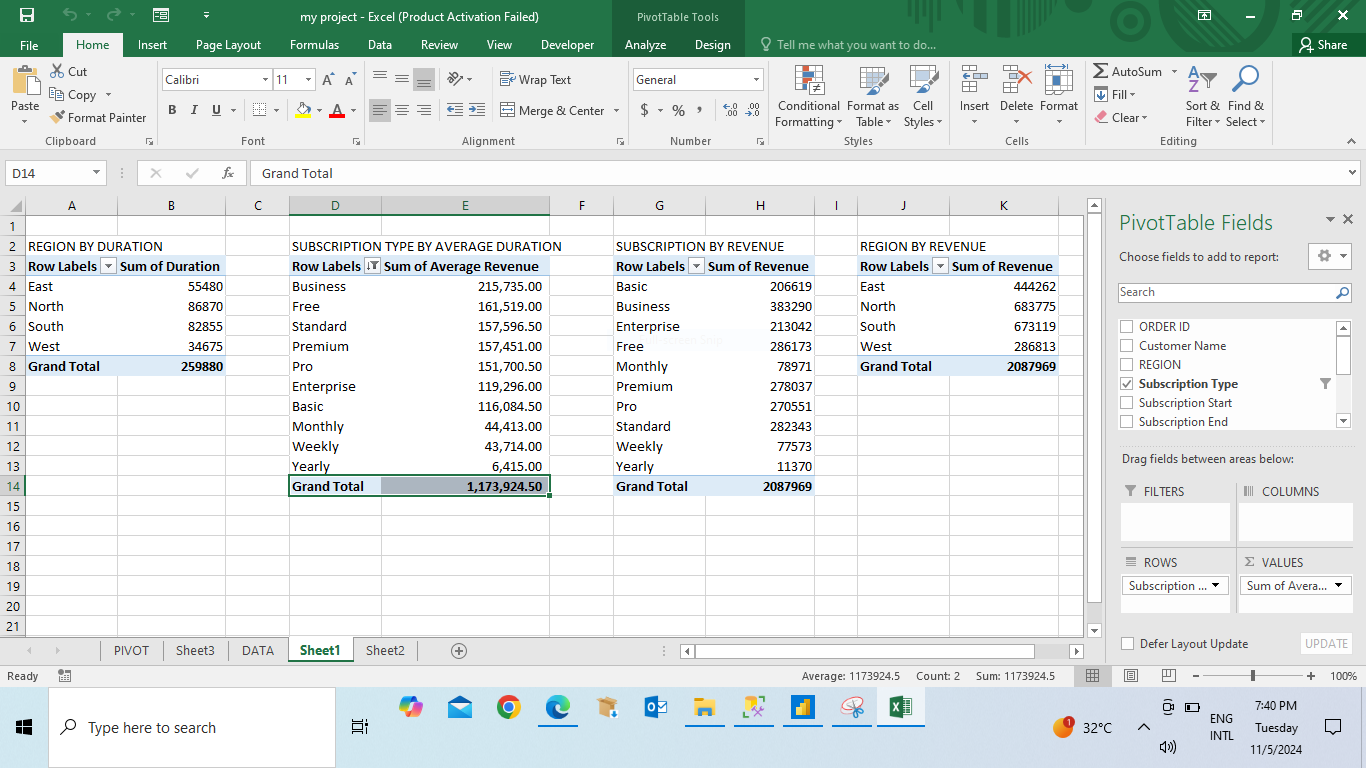 my project - Excel (Product Activation Failed)
PivotTable Tools
File Home Insert Page Layout Formulas Data Review View Developer Analyze Design Tell me what you want to do... Share
Paste
Cut
Copy
Format Painter
Clipboard
Calibri 11
B I U
Font
Wrap Text
Merge & Center
Alignment
General
$ % ,
Number
Conditional Formatting
Format as Table
Cell Styles
Styles
Insert Delete Format
Cells
AutoSum
Fill
Clear
Sort & Filter
Find & Select
Editing
D14 fx Grand Total
A B C D E F G H I J K
1
2 REGION BY DURATION SUBSCRIPTION TYPE BY AVERAGE DURATION SUBSCRIPTION BY REVENUE REGION BY REVENUE
3 Row Labels Sum of Duration Row Labels Sum of Average Revenue Row Labels Sum of Revenue Row Labels Sum of Revenue
4 East 55480 Business 215,735.00 Basic 206619 East 444262
5 North 86870 Free 161,519.00 Business 383290 North 683775
6 South 82855 Standard 157,596.50 Enterprise 213042 South 673119
7 West 34675 Premium 157,451.00 Free 286173 West 286813
8 Grand Total 259880 Pro 151,700.50 Monthly 78971 Grand Total 2087969
9 Enterprise 119,296.00 Premium 278037
10 Basic 116,084.50 Pro 270551
11 Monthly 44,413.00 Standard 282343
12 Weekly 43,714.00 Weekly 77573
13 Yearly 6,415.00 Yearly 11370
14 Grand Total 1,173,924.50 Grand Total 2087969
15
16
17
18
19
20
21
PivotTable Fields
Choose fields to add to report:
Search
ORDER ID
Customer Name
REGION
Subscription Type
Subscription Start
Subscription End
Drag fields between areas below:
FILTERS COLUMNS
ROWS Σ VALUES
Subscription ... Sum of Avera...
Defer Layout Update UPDATE
PIVOT Sheet3 DATA Sheet1 Sheet2
Ready Average: 1173924.5 Count: 2 Sum: 1173924.5 100%
Type here to search
1
32°C
ENG
INTL
7:40 PM
Tuesday
11/5/2024